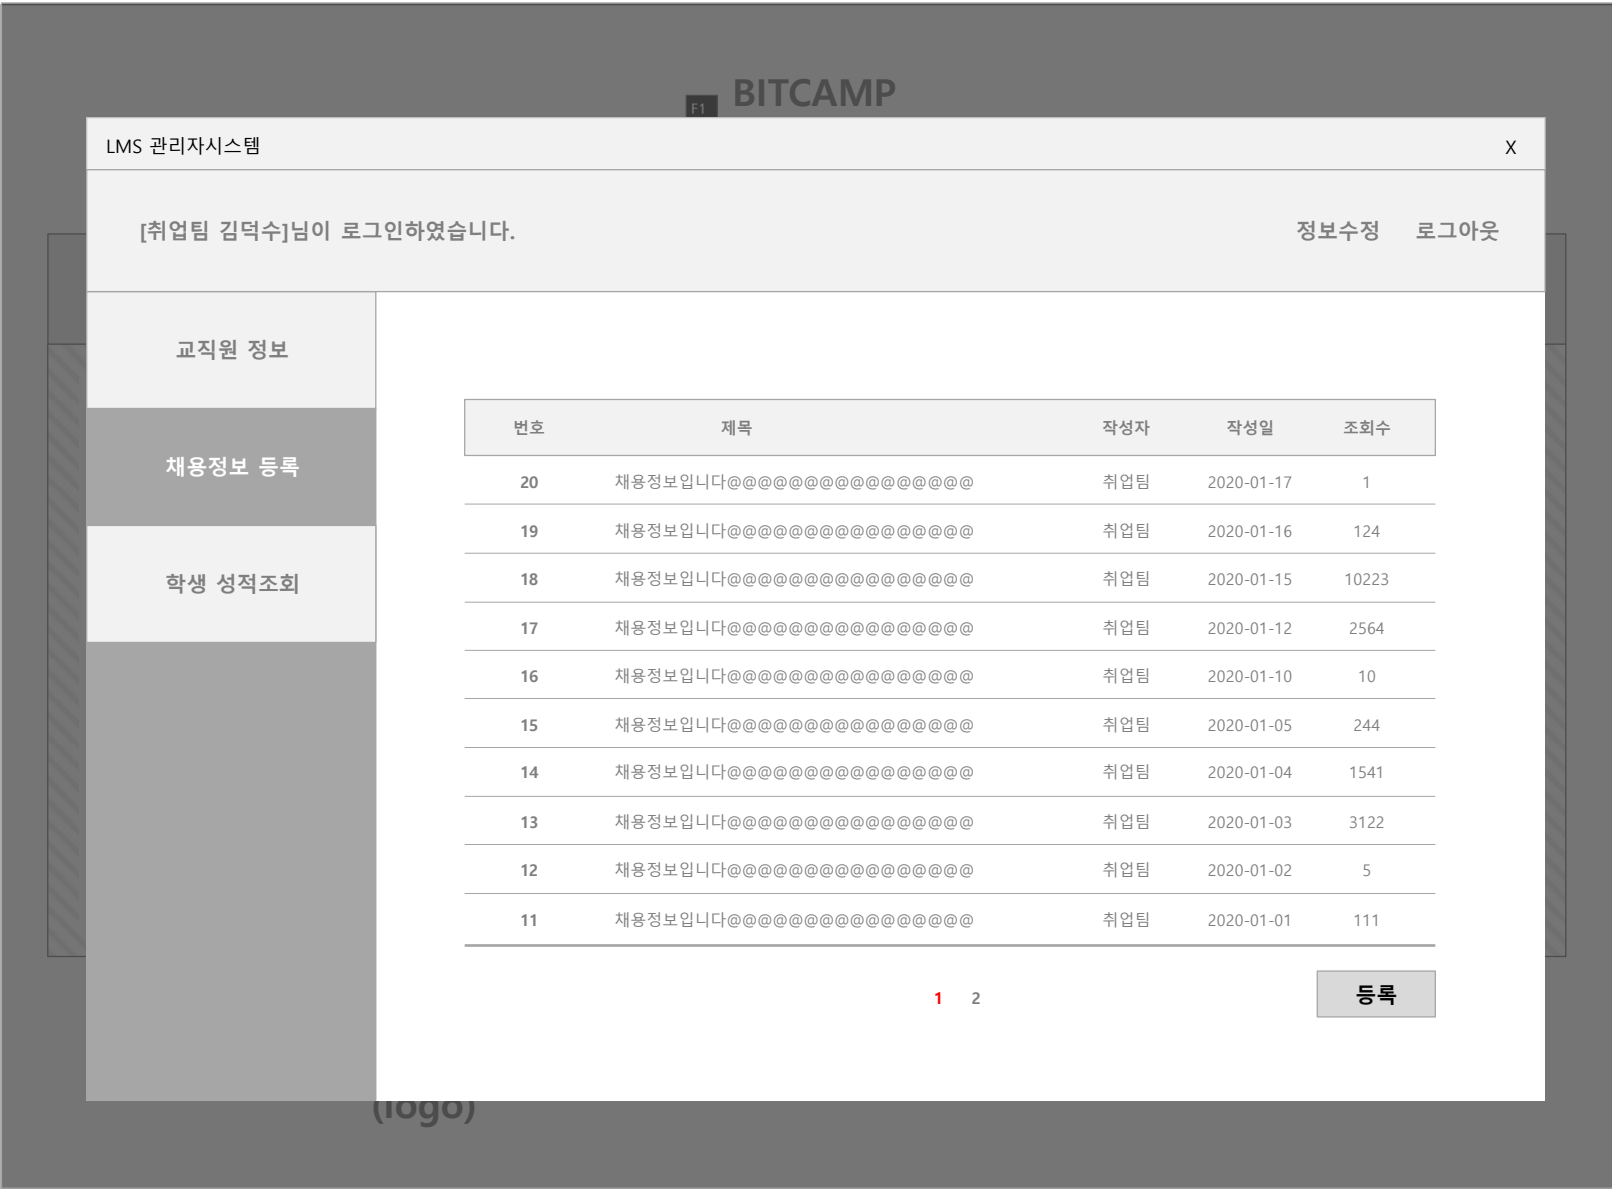 F1 BITCAMP
LMS 관리자시스템 X
[취업팀 김덕수]님이 로그인하였습니다. 정보수정 로그아웃
교직원 정보
채용정보 등록
학생 성적조회
번호 제목 작성자 작성일 조회수
20 채용정보입니다@@@@@@@@@@@@@@@@ 취업팀 2020-01-17 1
19 채용정보입니다@@@@@@@@@@@@@@@@ 취업팀 2020-01-16 124
18 채용정보입니다@@@@@@@@@@@@@@@@ 취업팀 2020-01-15 10223
17 채용정보입니다@@@@@@@@@@@@@@@@ 취업팀 2020-01-12 2564
16 채용정보입니다@@@@@@@@@@@@@@@@ 취업팀 2020-01-10 10
15 채용정보입니다@@@@@@@@@@@@@@@@ 취업팀 2020-01-05 244
14 채용정보입니다@@@@@@@@@@@@@@@@ 취업팀 2020-01-04 1541
13 채용정보입니다@@@@@@@@@@@@@@@@ 취업팀 2020-01-03 3122
12 채용정보입니다@@@@@@@@@@@@@@@@ 취업팀 2020-01-02 5
11 채용정보입니다@@@@@@@@@@@@@@@@ 취업팀 2020-01-01 111
1 2 등록
(logo)